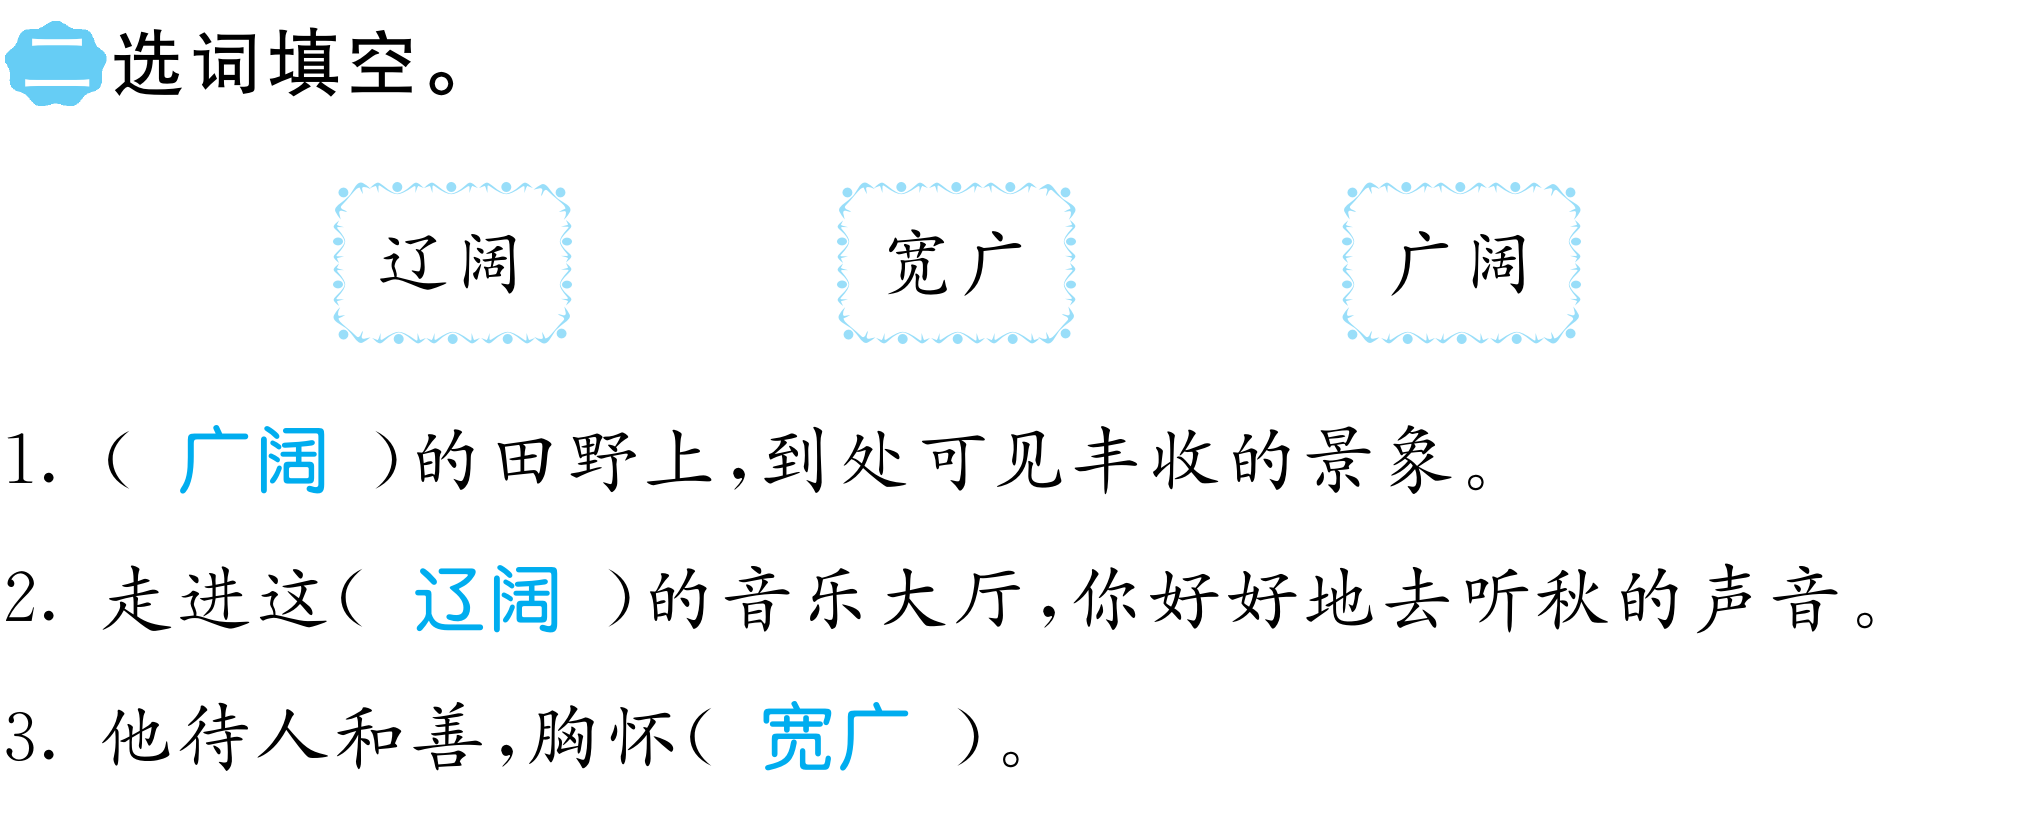 二 选词填空。
辽阔 宽广 广阔
1. ( 广阔 )的田野上,到处可见丰收的景象。
2. 走进这( 辽阔 )的音乐大厅,你好好地去听秋的声音。
3. 他待人和善,胸怀( 宽广 )。